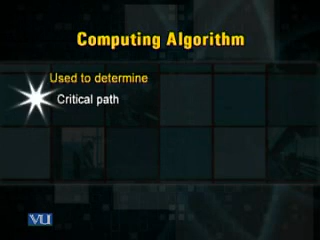 Computing Algorithm
Used to determine
Critical path
VU